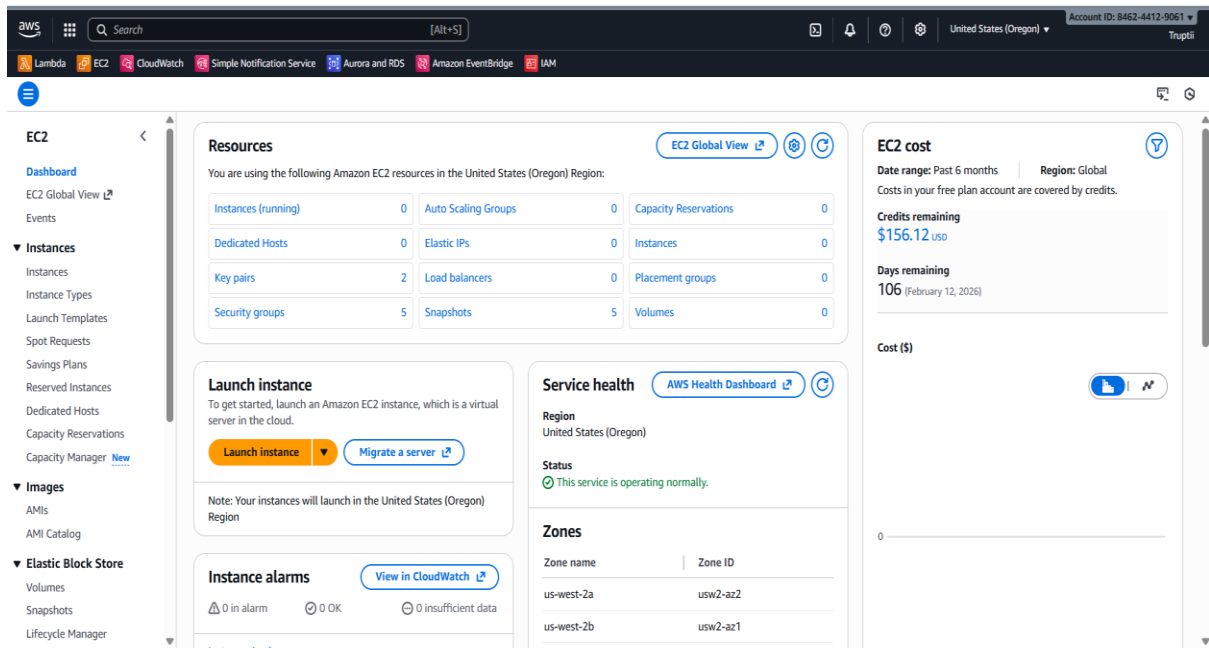 aws
Search
[Alt+S]
United States (Oregon) ▼
Account ID: 8462-4412-9061 ▼
Truptii
Lambda
EC2
CloudWatch
Simple Notification Service
Aurora and RDS
Amazon EventBridge
IAM
EC2
Dashboard
EC2 Global View
Events
Instances
Instances
Instance Types
Launch Templates
Spot Requests
Savings Plans
Reserved Instances
Dedicated Hosts
Capacity Reservations
Capacity Manager New
Images
AMIs
AMI Catalog
Elastic Block Store
Volumes
Snapshots
Lifecycle Manager
Resources
EC2 Global View
You are using the following Amazon EC2 resources in the United States (Oregon) Region:
Instances (running) 0
Auto Scaling Groups 0
Capacity Reservations 0
Dedicated Hosts 0
Elastic IPs 0
Instances 0
Key pairs 2
Load balancers 0
Placement groups 0
Security groups 5
Snapshots 5
Volumes 0
Launch instance
To get started, launch an Amazon EC2 instance, which is a virtual
server in the cloud.
Launch instance
Migrate a server
Note: Your instances will launch in the United States (Oregon)
Region
Instance alarms
View in CloudWatch
0 in alarm
0 OK
0 insufficient data
Service health
AWS Health Dashboard
Region
United States (Oregon)
Status
This service is operating normally.
Zones
Zone name
Zone ID
us-west-2a
usw2-az2
us-west-2b
usw2-az1
EC2 cost
Date range: Past 6 months
Region: Global
Costs in your free plan account are covered by credits.
Credits remaining
$156.12 USD
Days remaining
106 (February 12, 2026)
Cost ($)
0